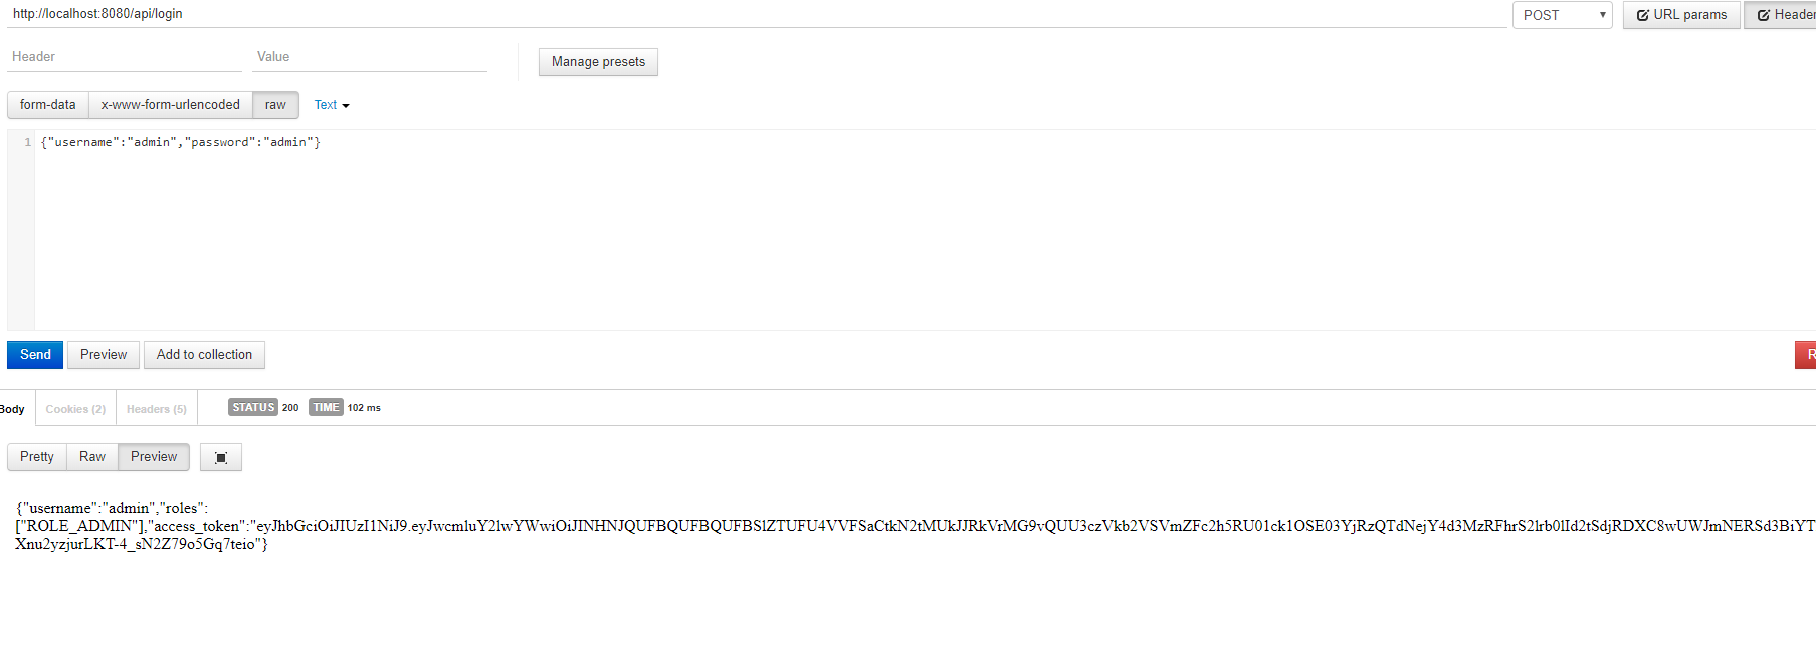 http://localhost:8080/api/login POST URL params Header
Header Value Manage presets
form-data x-www-form-urlencoded raw Text
1 {"username":"admin","password":"admin"}
Send Preview Add to collection R
Body Cookies (2) Headers (5) STATUS 200 TIME 102 ms
Pretty Raw Preview
{"username":"admin","roles":
["ROLE_ADMIN"],"access_token":"eyJhbGciOiJIUzI1NiJ9.eyJwcmluY2lwYWwiOiJINHNJQUFBQUFBQUFBSlZTUFU4VVFSaCtkN2tMUkJJRkVrMG9vQUU3czVkb2VSVmZFc2h5RU01ck1OSE03YjRzQTdNejY4d3MzRFhrS2lrb0lId2tSdjRDXC8wUWJmNERSd3BiYT
Xnu2yzjurLKT-4_sN2Z79o5Gq7teio"}